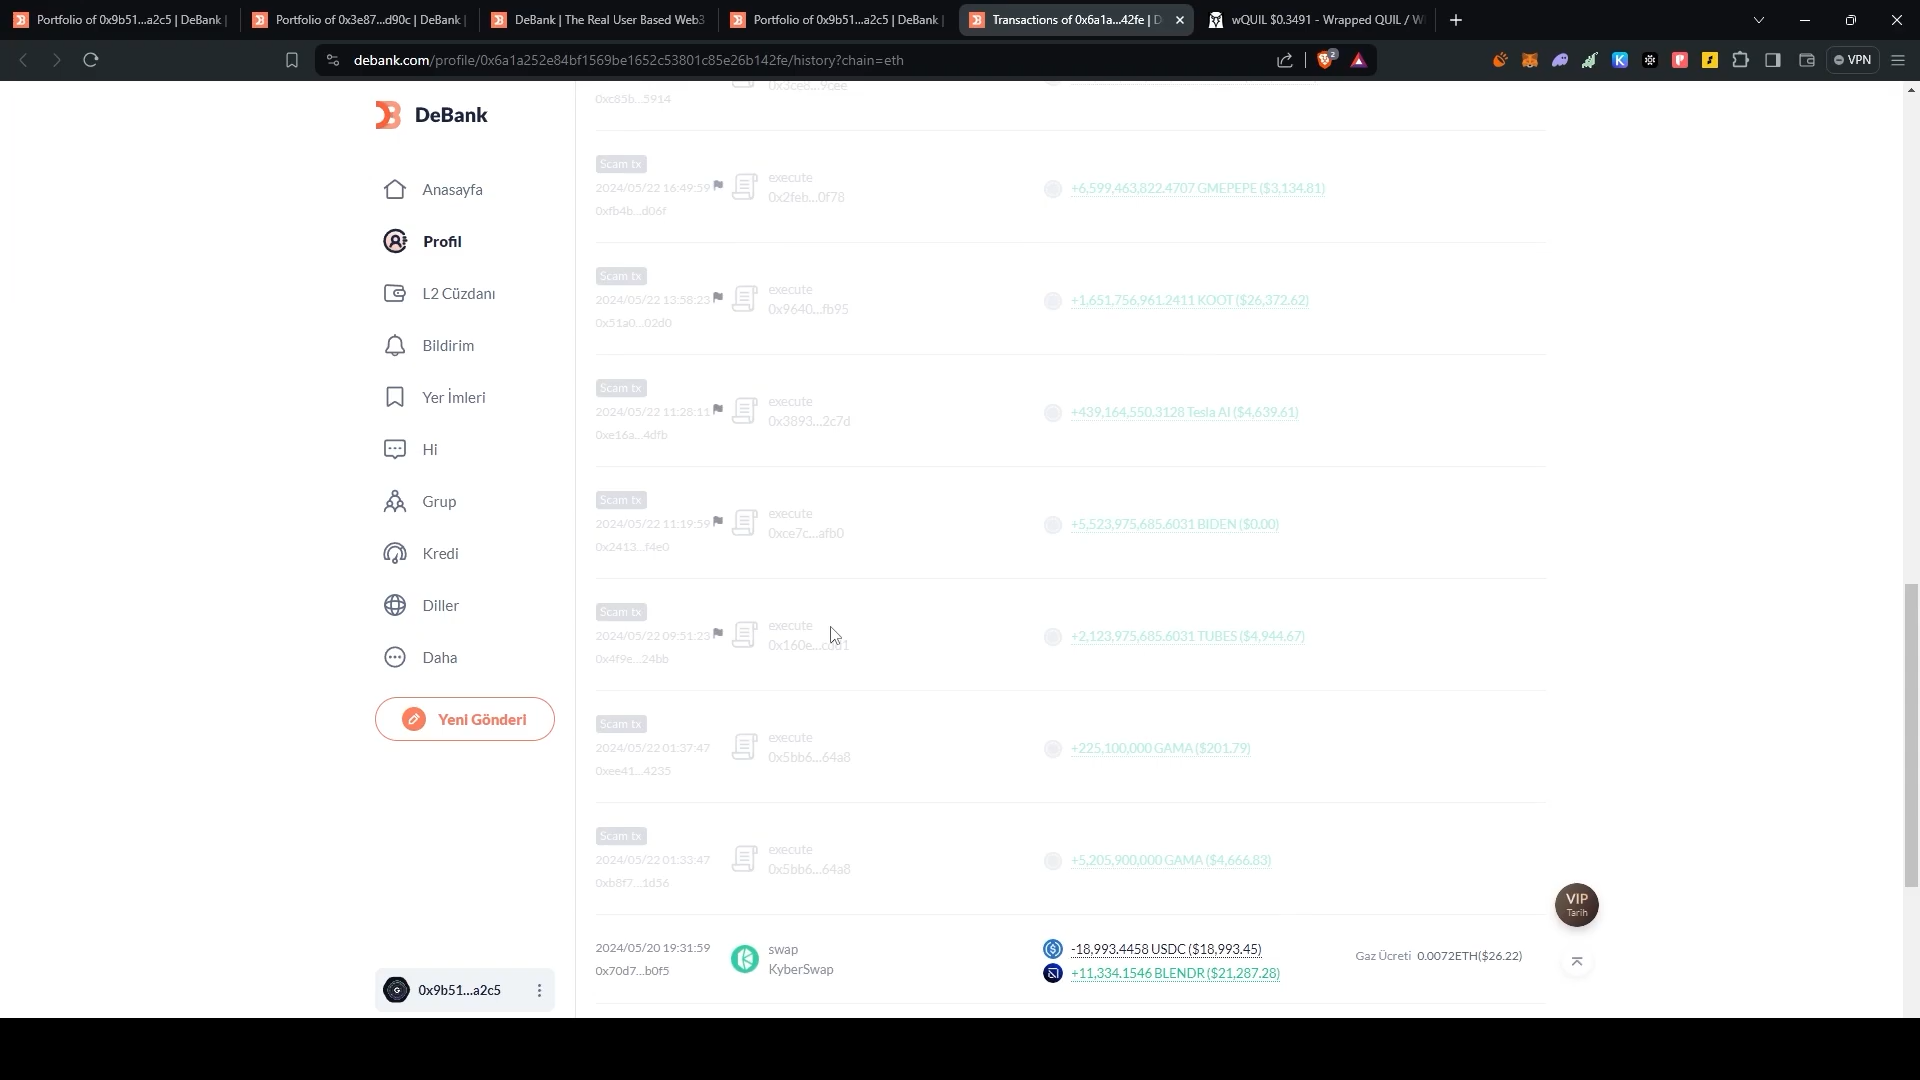 Portfolio of 0x9b51...a2c5 | DeBank |
Portfolio of 0x3e87...d90c | DeBank |
DeBank | The Real User Based Web3
Portfolio of 0x9b51...a2c5 | DeBank |
Transactions of 0x6a1a...42fe | D
wQUIL $0.3491 - Wrapped QUIL / W
debank.com/profile/0x6a1a252e84bf1569be1652c53801c85e26b142fe/history?chain=eth
2
VPN
DeBank
Anasayfa
Profil
L2 Cüzdanı
Bildirim
Yer İmleri
Hi
Grup
Kredi
Diller
Daha
Yeni Gönderi
0x9b51...a2c5
0x3ced...9cee
0xc85b...5914
Scam tx
2024/05/22 16:49:59
0xfb4b...d06f
execute
0x2feb...0f78
+6,599,463,822.4707 GMEPEPE ($3,134.81)
Scam tx
2024/05/22 13:58:23
0x51a0...02d0
execute
0x9640...fb95
+1,651,756,961.2411 KOOT ($26,372.62)
Scam tx
2024/05/22 11:28:11
0xe16a...4dfb
execute
0x3893...2c7d
+439,164,550.3128 Tesla AI ($4,639.61)
Scam tx
2024/05/22 11:19:59
0x2413...f4e0
execute
0xce7c...afb0
+5,523,975,685.6031 BIDEN ($0.00)
Scam tx
2024/05/22 09:51:23
0x4f9e...24bb
execute
+2,123,975,685.6031 TUBES ($4,944.67)
Scam tx
2024/05/22 01:37:47
0xee41...4235
execute
0x5bb6...64a8
+225,100,000 GAMA ($201.79)
Scam tx
2024/05/22 01:33:47
0xb8f7...1d56
execute
0x5bb6...64a8
+5,205,900,000 GAMA ($4,666.83)
VIP
Tarih
2024/05/20 19:31:59
0x70d7...b0f5
swap
KyberSwap
-18,993.4458 USDC ($18,993.45)
+11,334.1546 BLENDR ($21,287.28)
Gaz Ücreti 0.0072ETH($26.22)